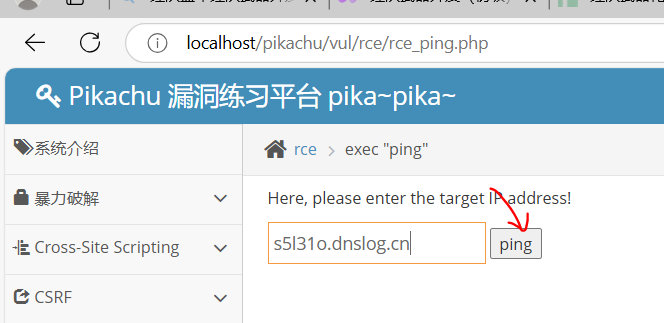 localhost/pikachu/vul/rce/rce_ping.php
Pikachu 漏洞练习平台 pika~pika~
系统介绍
rce > exec "ping"
Here, please enter the target IP address!
暴力破解
s5l31o.dnslog.cn ping
Cross-Site Scripting
CSRF